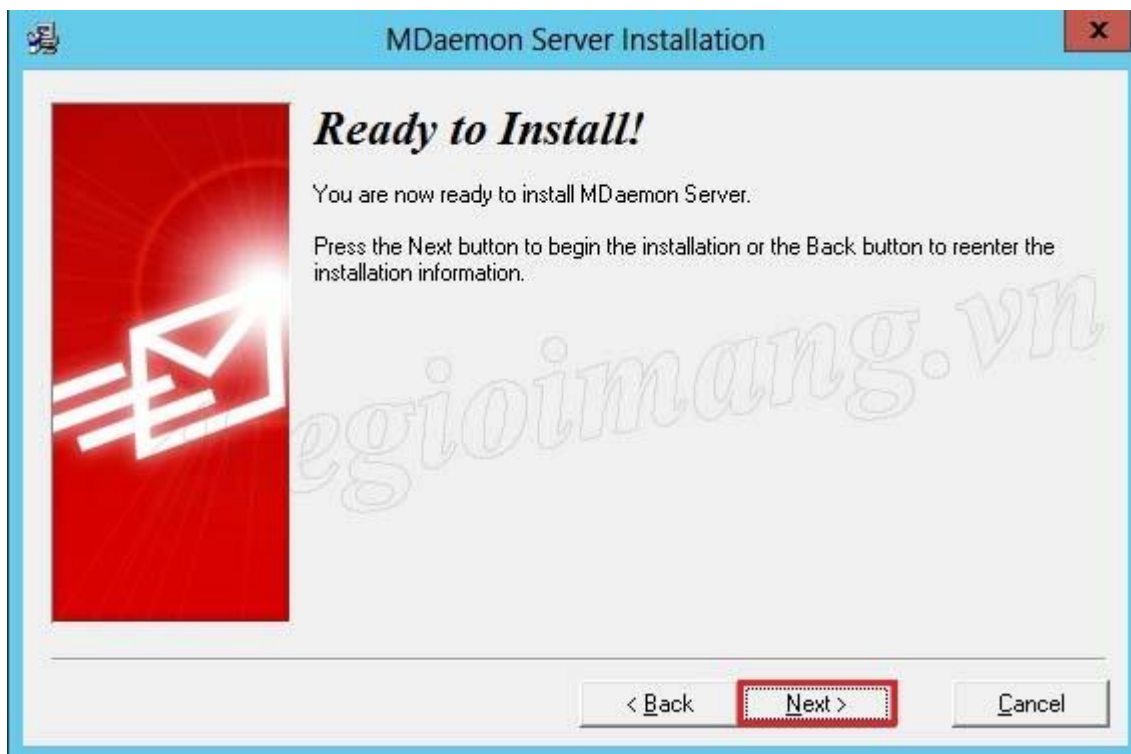 MDaemon Server Installation
x
Ready to Install!
You are now ready to install MDaemon Server.
Press the Next button to begin the installation or the Back button to reenter the
installation information.
egioimang.vn
< Back
Next >
Cancel